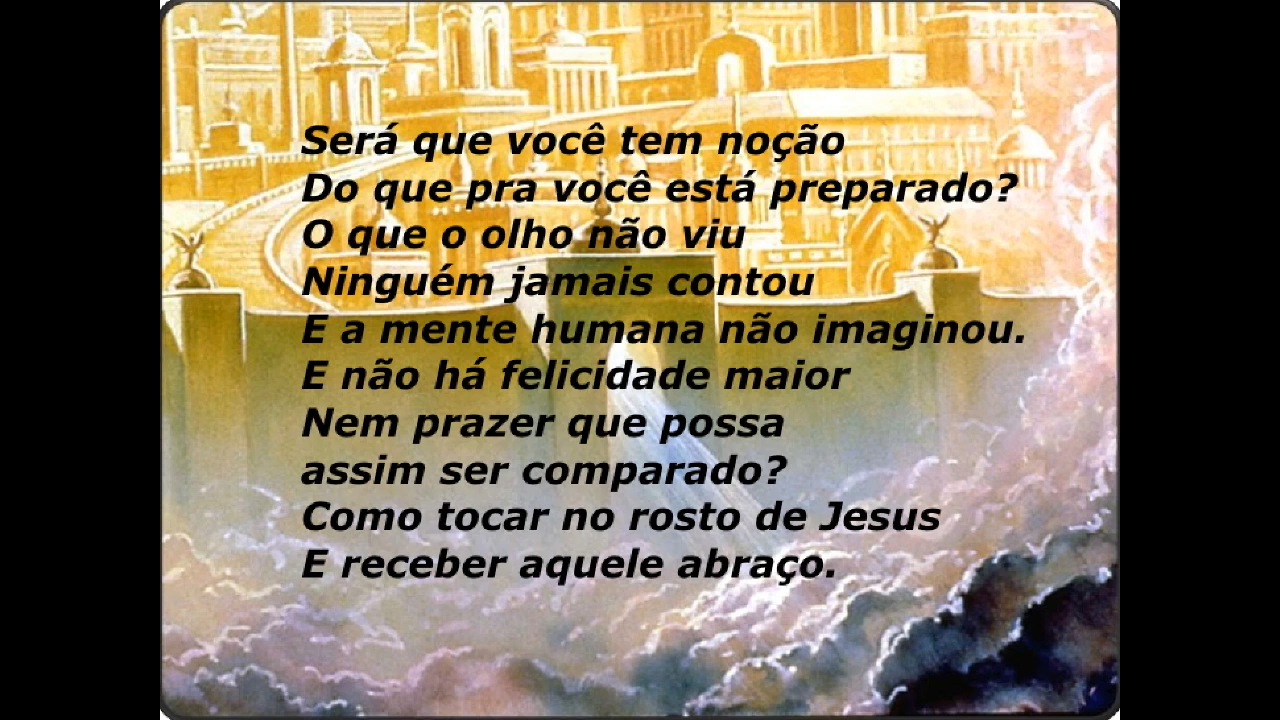 Será que você tem noção
Do que pra você está preparado?
O que o olho não viu
Ninguém jamais contou
E a mente humana não imaginou.
E não há felicidade maior
Nem prazer que possa
assim ser comparado?
Como tocar no rosto de Jesus
E receber aquele abraço.